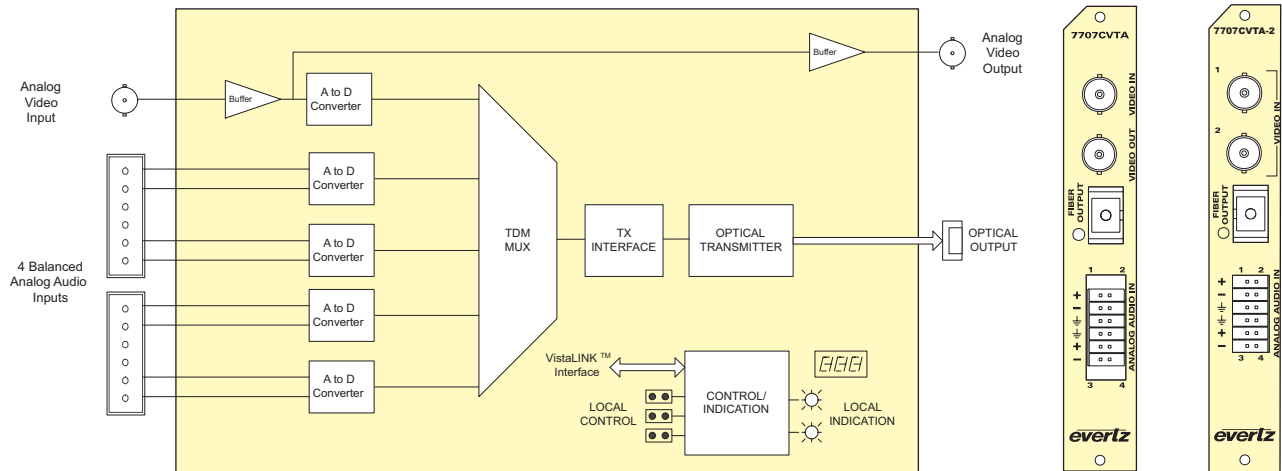 Analog
Video
Input
Buffer
A to D
Converter
Buffer
Analog
Video
Output
A to D
Converter
A to D
Converter
A to D
Converter
A to D
Converter
4 Balanced
Analog Audio
Inputs
TDM
MUX
TX
INTERFACE
OPTICAL
TRANSMITTER
OPTICAL
OUTPUT
VistaLINK ™
Interface
LOCAL
CONTROL
CONTROL/
INDICATION
LOCAL
INDICATION
7707CVTA
VIDEO IN
VIDEO OUT
FIBER
OUTPUT
1 2
+
-
+
-
ANALOG AUDIO IN
3 4
evertz
7707CVTA-2
1
2
VIDEO IN
FIBER
OUTPUT
1 2
+
-
+
-
ANALOG AUDIO IN
3 4
evertz